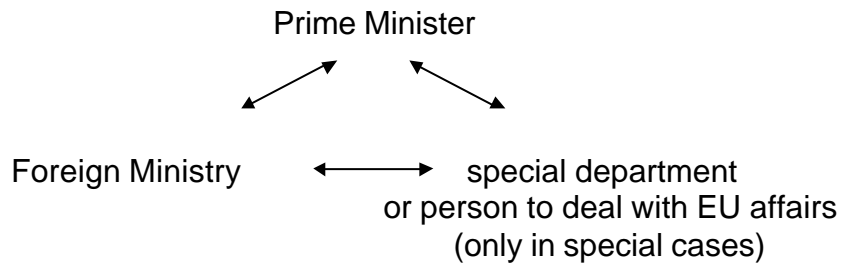 Prime Minister
Foreign Ministry
special department
or person to deal with EU affairs
(only in special cases)